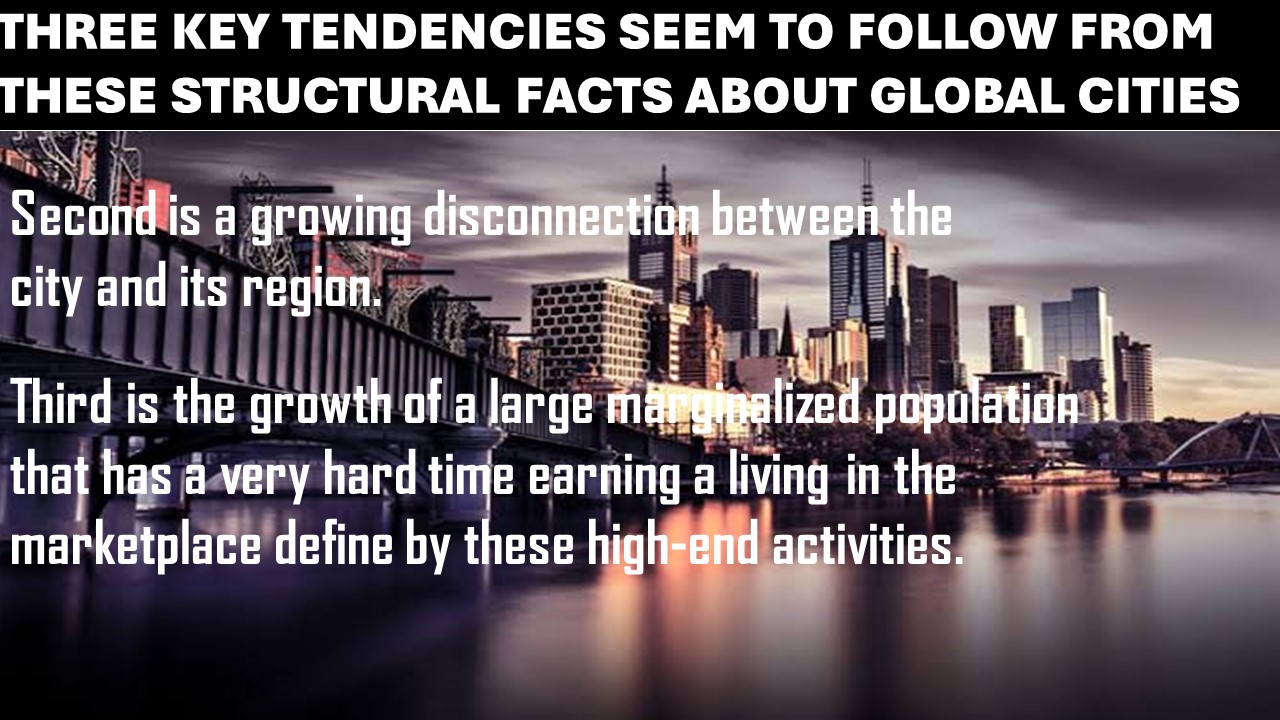 THREE KEY TENDENCIES SEEM TO FOLLOW FROM
THESE STRUCTURAL FACTS ABOUT GLOBAL CITIES
Second is a growing disconnection between the
city and its region.
Third is the growth of a large marginalized population
that has a very hard time earning a living in the
marketplace define by these high-end activities.